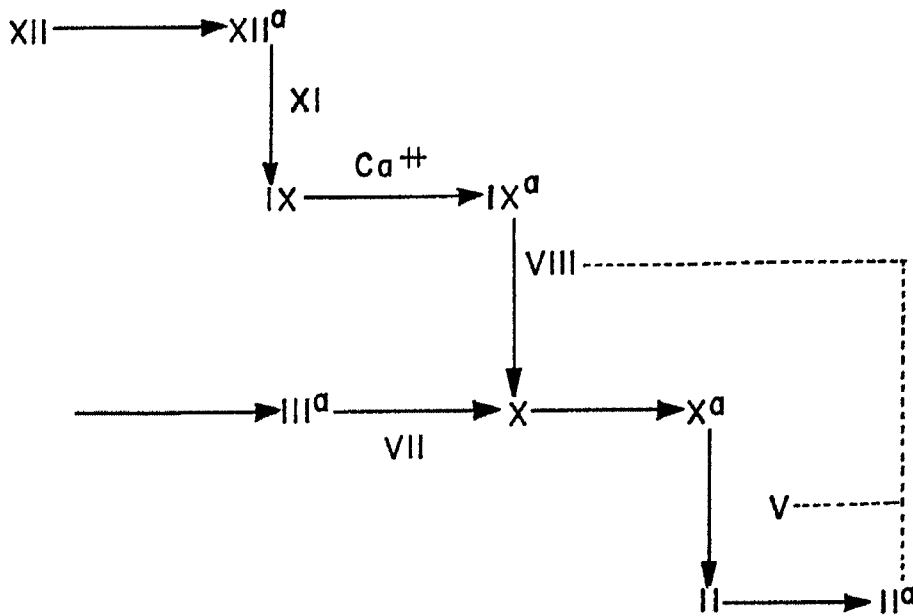 XII XIIᵃ
XI
Ca⁺⁺
IX IXᵃ
VIII
IIIᵃ X Xᵃ
VII
V
II IIᵃ